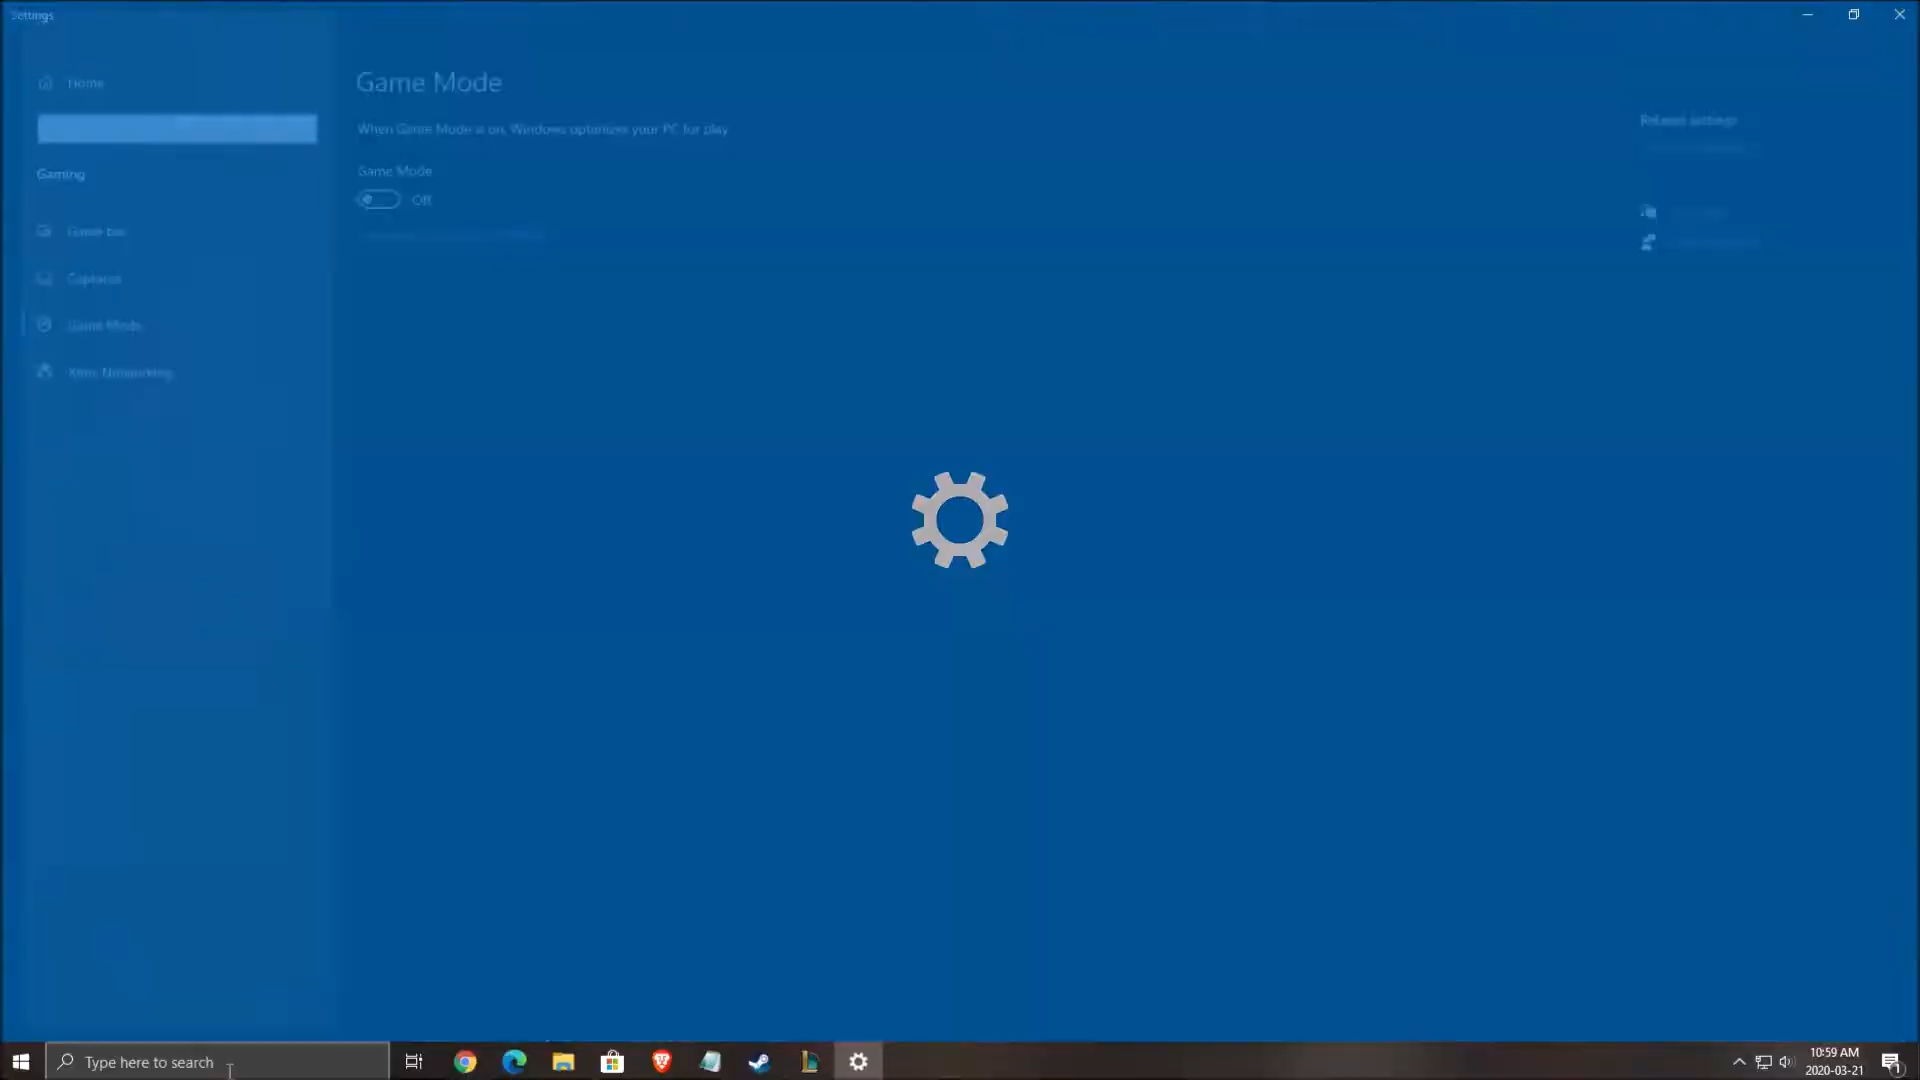 Settings
Home
Game Mode
When Game Mode is on, Windows optimizes your PC for play
Related settings
Gaming
Game Mode
Off
Game bar
Captures
Game Mode
Xbox Networking
Type here to search
10:59 AM
2020-03-21
1